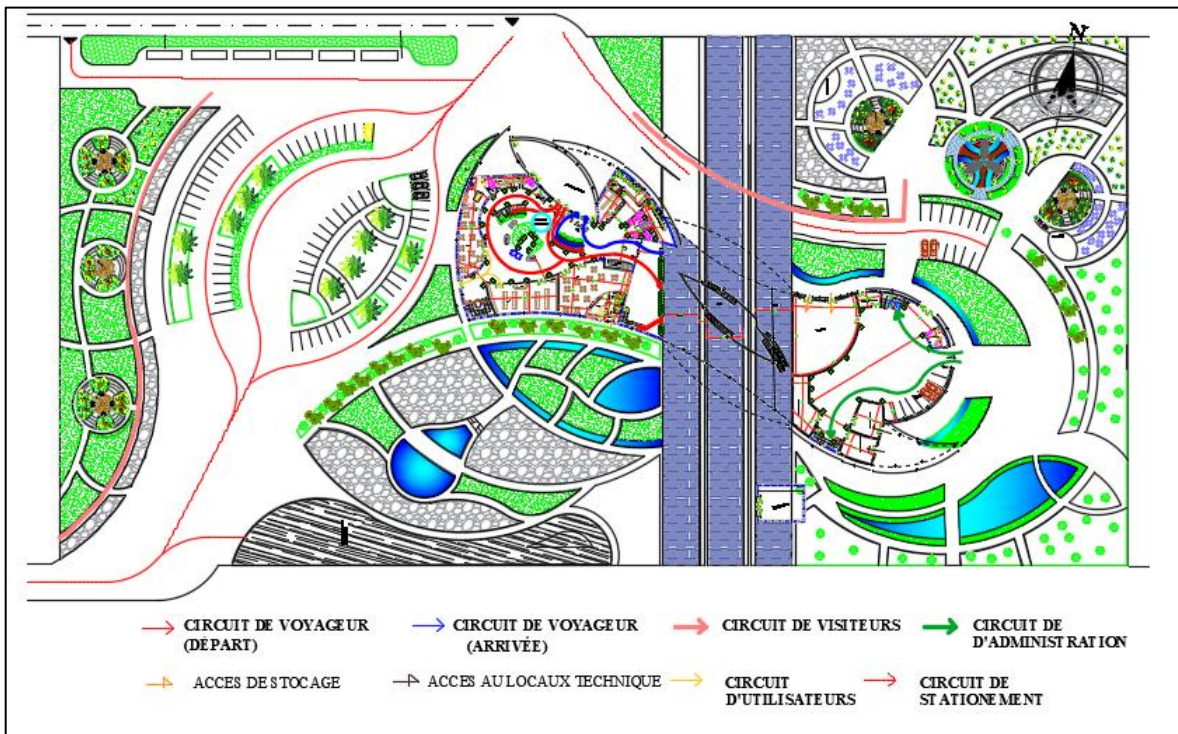 N
CIRCUIT DE VOYAGEUR
(DÉPART)
CIRCUIT DE VOYAGEUR
(ARRIVÉE)
CIRCUIT DE VISITEURS
CIRCUIT DE
D'ADMINISTRATION
ACCES DE STOCAGE
ACCES AU LOCAUX TECHNIQUE
CIRCUIT
D'UTILISATEURS
CIRCUIT DE
STATIONEMENT